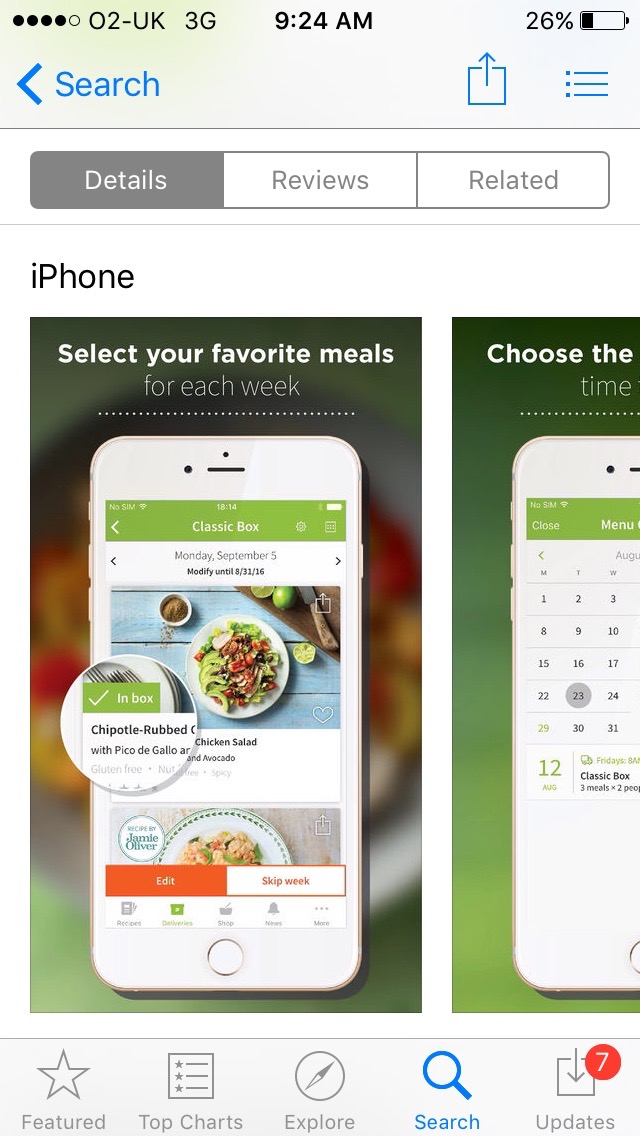 O2-UK 3G 9:24 AM 26%
Search
Details Reviews Related
iPhone
Select your favorite meals
for each week
No SIM 18:14
Classic Box
Monday, September 5
Modify until 8/31/16
In box
Chipotle-Rubbed C
Chicken Salad
with Pico de Gallo ar
and Avocado
Gluten free • Nut
free • Spicy
RECIPE BY
Jamie
Oliver
Edit Skip week
Recipes Deliveries Shop News More
Choose the
time
No SIM
Close Menu
Augu
M T W
1 2 3
8 9 10
15 16 17
22 23 24
29 30 31
12 AUG
Fridays: 8AM
Classic Box
3 meals × 2 peop
Featured Top Charts Explore Search Updates
7